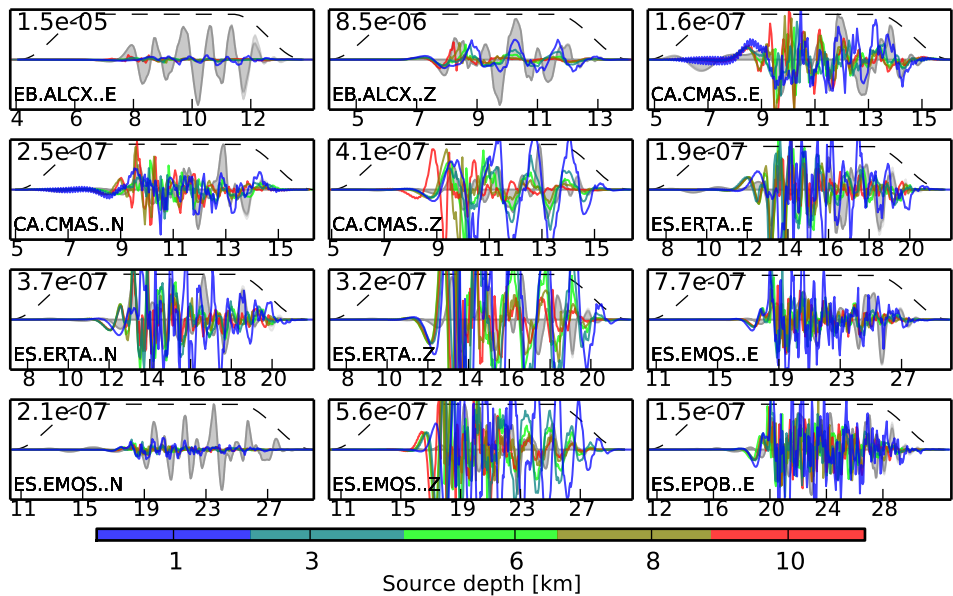 1.5e-05
EB.ALCX..E
4 6 8 10 12
8.5e-06
EB.ALCX..Z
5 7 9 11 13
1.6e-07
CA.CMAS..E
5 7 9 11 13 15
2.5e-07
CA.CMAS..N
5 7 9 11 13 15
4.1e-07
CA.CMAS..Z
5 7 9 11 13 15
1.9e-07
ES.ERTA..E
8 10 12 14 16 18 20
3.7e-07
ES.ERTA..N
8 10 12 14 16 18 20
3.2e-07
ES.ERTA..Z
8 10 12 14 16 18 20
7.7e-07
ES.EMOS..E
11 15 19 23 27
2.1e-07
ES.EMOS..N
11 15 19 23 27
5.6e-07
ES.EMOS..Z
11 15 19 23 27
1.5e-07
ES.EPOB..E
12 16 20 24 28
1 3 6 8 10
Source depth [km]